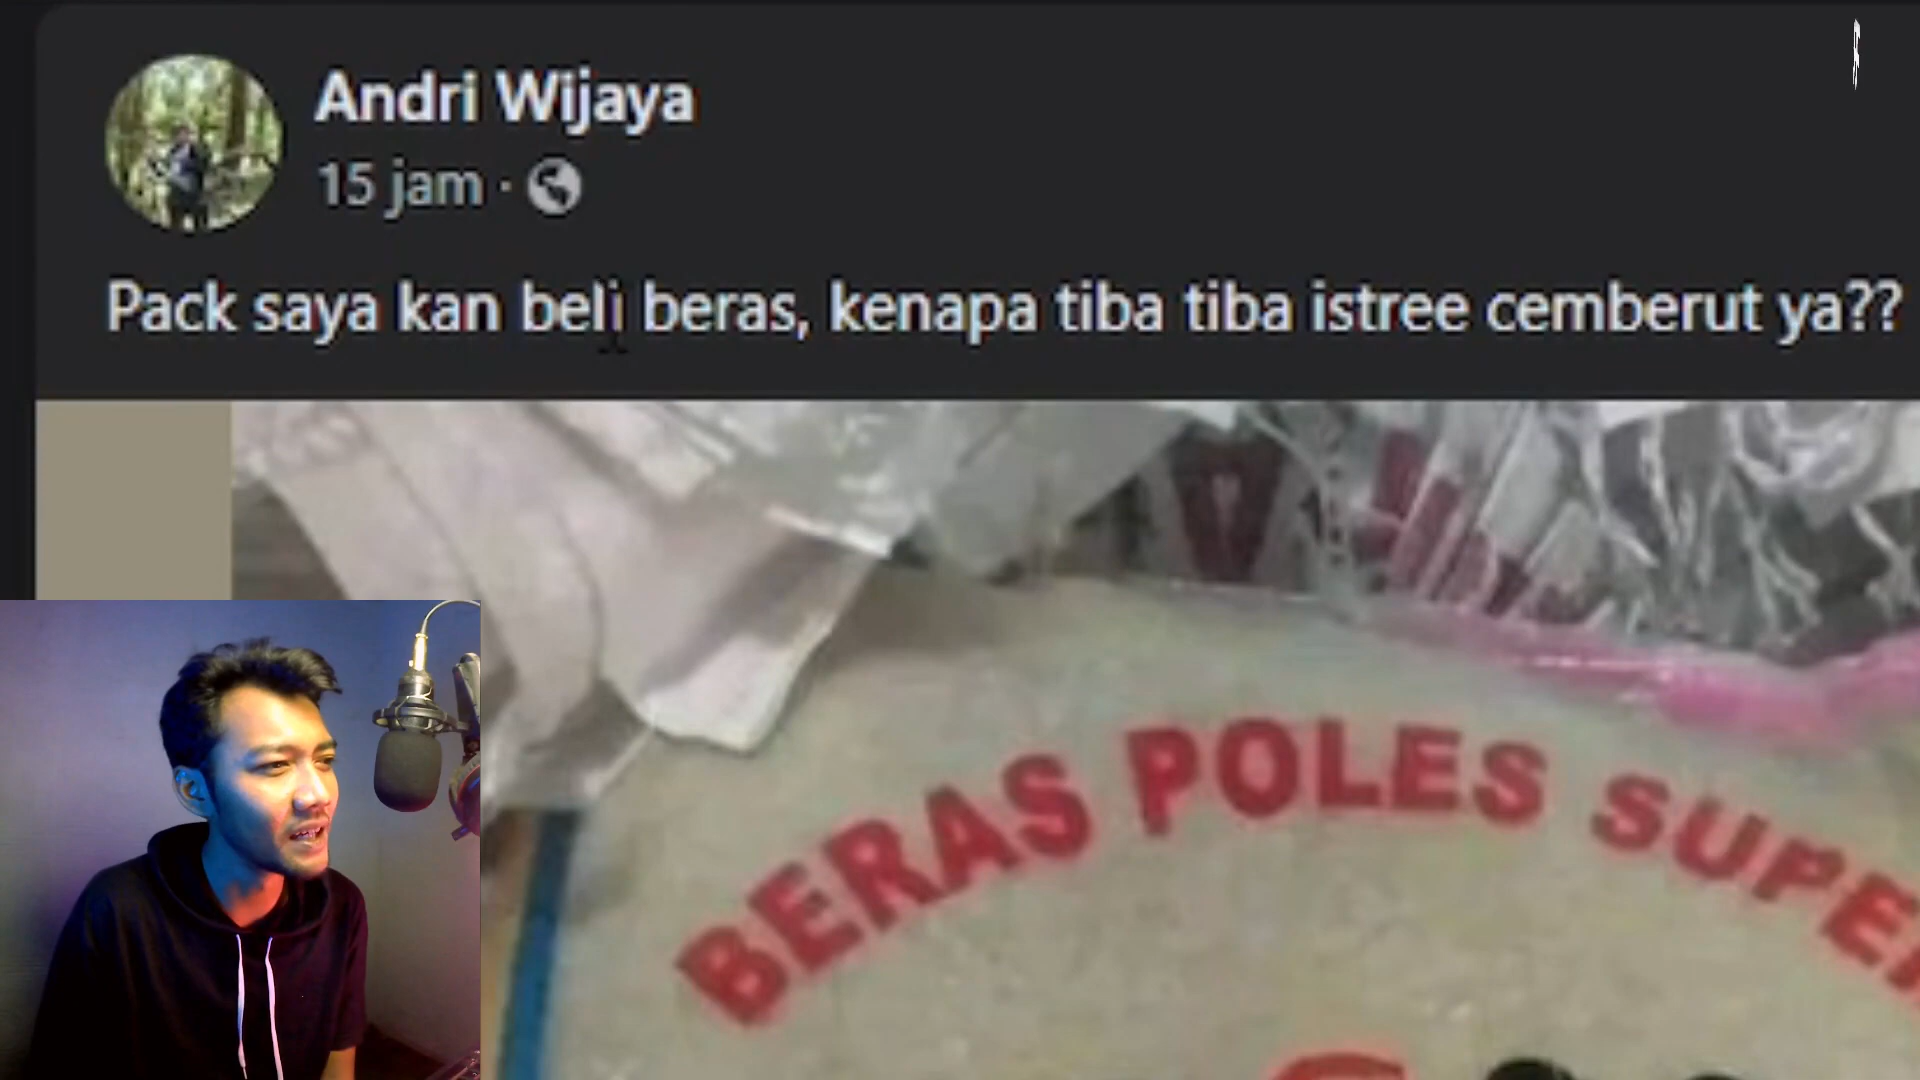 Andri Wijaya
15 jam ·
Pack saya kan beli beras, kenapa tiba tiba istree cemberut ya??
BERAS POLES SUPE